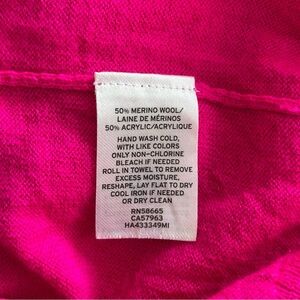 50% MERINO WOOL/
LAINE DE MÉRINOS
50% ACRYLIC/ACRYLIQUE
HAND WASH COLD,
WITH LIKE COLORS
ONLY NON-CHLORINE
BLEACH IF NEEDED
ROLL IN TOWEL TO REMOVE
EXCESS MOISTURE,
RESHAPE, LAY FLAT TO DRY
COOL IRON IF NEEDED
OR DRY CLEAN
RN58665
CA57963
HA433349MI